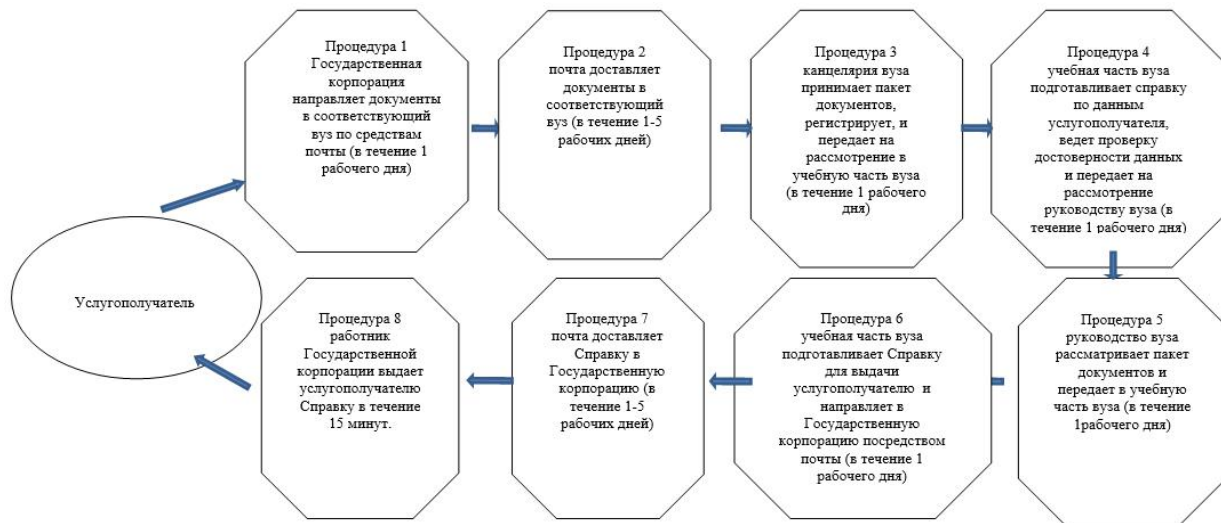 Процедура 1
Государственная
корпорация
направляет документы
в соответствующий
вуз по средствам
почты (в течение 1
рабочего дня)
Процедура 2
почта доставляет
документы в
соответствующий
вуз (в течение 1-5
рабочих дней)
Процедура 3
канцелярия вуза
принимает пакет
документов,
регистрирует, и
передает на
рассмотрение в
учебную часть вуза
(в течение 1 рабочего
дня)
Процедура 4
учебная часть вуза
подготавливает справку
по данным
услугополучателя,
ведет проверку
достоверности данных
и передает на
рассмотрение
руководству вуза (в
течение 1 рабочего дня)
Услугополучатель
Процедура 8
работник
Государственной
корпорации выдает
услугополучателю
Справку в течение
15 минут.
Процедура 7
почта доставляет
Справку в
Государственную
корпорацию (в
течение 1-5
рабочих дней)
Процедура 6
учебная часть вуза
подготавливает Справку
для выдачи
услугополучателю и
направляет в
Государственную
корпорацию посредством
почты (в течение 1
рабочего дня)
Процедура 5
руководство вуза
рассматривает пакет
документов и
передает в учебную
часть вуза (в течение
1рабочего дня)